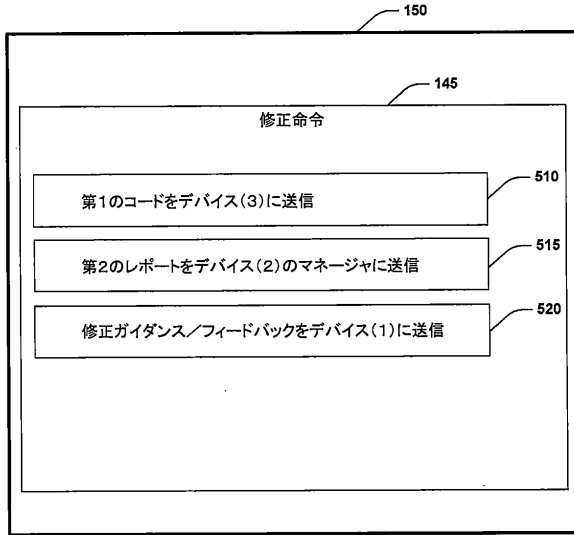 150
145
修正命令
第1のコードをデバイス(3)に送信
510
第2のレポートをデバイス(2)のマネージャに送信
515
修正ガイダンス/フィードバックをデバイス(1)に送信
520